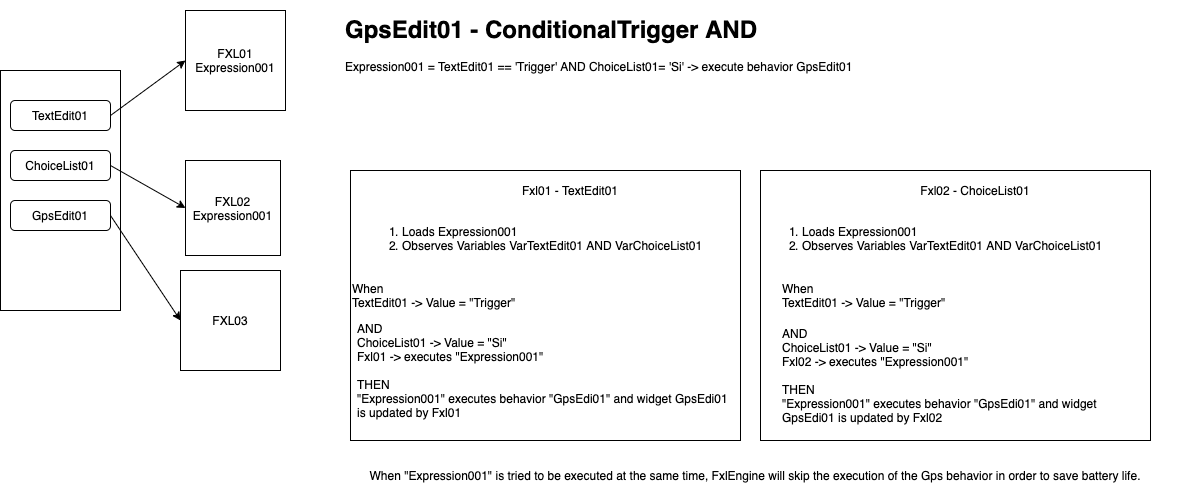 GpsEdit01 - ConditionalTrigger AND
Expression001 = TextEdit01 == 'Trigger' AND ChoiceList01= 'Si' -> execute behavior GpsEdit01
TextEdit01
ChoiceList01
GpsEdit01
FXL01
Expression001
FXL02
Expression001
FXL03
Fxl01 - TextEdit01
1. Loads Expression001
2. Observes Variables VarTextEdit01 AND VarChoiceList01
When
TextEdit01 -> Value = "Trigger"
AND
ChoiceList01 -> Value = "Si"
Fxl01 -> executes "Expression001"
THEN
"Expression001" executes behavior "GpsEdi01" and widget GpsEdi01
is updated by Fxl01
Fxl02 - ChoiceList01
1. Loads Expression001
2. Observes Variables VarTextEdit01 AND VarChoiceList01
When
TextEdit01 -> Value = "Trigger"
AND
ChoiceList01 -> Value = "Si"
Fxl02 -> executes "Expression001"
THEN
"Expression001" executes behavior "GpsEdi01" and widget
GpsEdi01 is updated by Fxl02
When "Expression001" is tried to be executed at the same time, FxlEngine will skip the execution of the Gps behavior in order to save battery life.